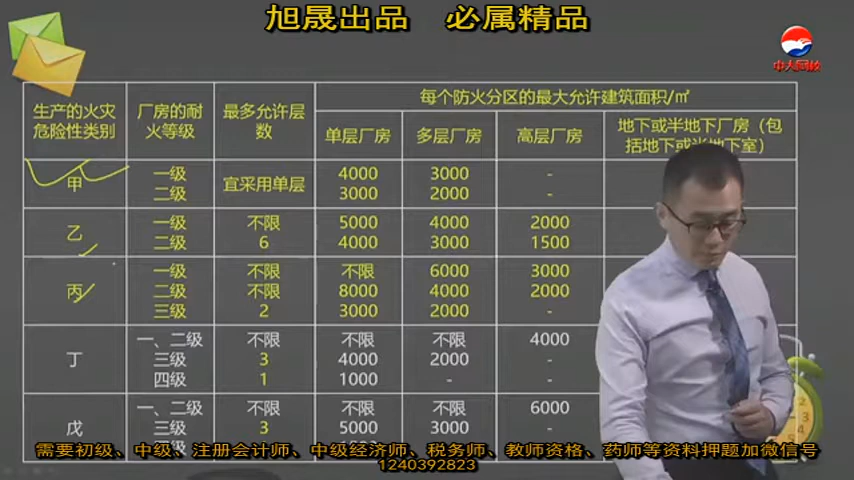 旭晟出品 必属精品
中大网校
生产的火灾危险性类别 厂房的耐火等级 最多允许层数 每个防火分区的最大允许建筑面积/㎡
单层厂房 多层厂房 高层厂房 地下或半地下厂房（包括地下或半地下室）
甲 一级 宜采用单层 4000 3000 -
二级 3000 2000 -
乙 一级 不限 5000 4000 2000
二级 6 4000 3000 1500
丙 一级 不限 不限 6000 3000
二级 不限 8000 4000 2000
三级 2 3000 2000 -
丁 一、二级 不限 不限 不限 4000
三级 3 4000 2000 -
四级 1 1000 - -
戊 一、二级 不限 不限 不限 6000
三级 3 5000 3000 -
需要初级、中级、注册会计师、中级经济师、税务师、教师资格、药师等资料押题加微信号
1240392823